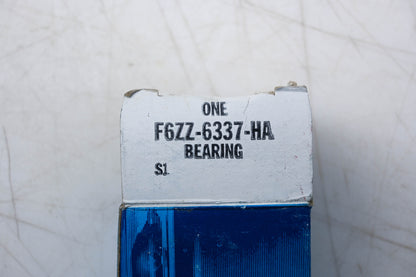 ONE
F6ZZ-6337-HA
BEARING
S1